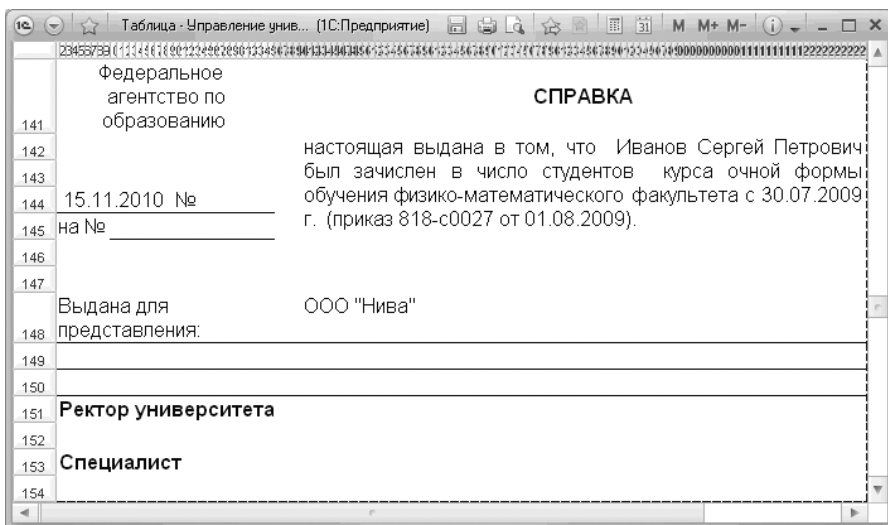 Таблица - Управление унив... (1С:Предприятие)
M M+ M-
Федеральное
агентство по
образованию
СПРАВКА
141
142
настоящая выдана в том, что Иванов Сергей Петрович
143
был зачислен в число студентов курса очной формы
144
15.11.2010 №
обучения физико-математического факультета с 30.07.2009
145
на №
г. (приказ 818-с0027 от 01.08.2009).
146
147
Выдана для
представления:
ООО "Нива"
148
149
150
151
Ректор университета
152
153
Специалист
154